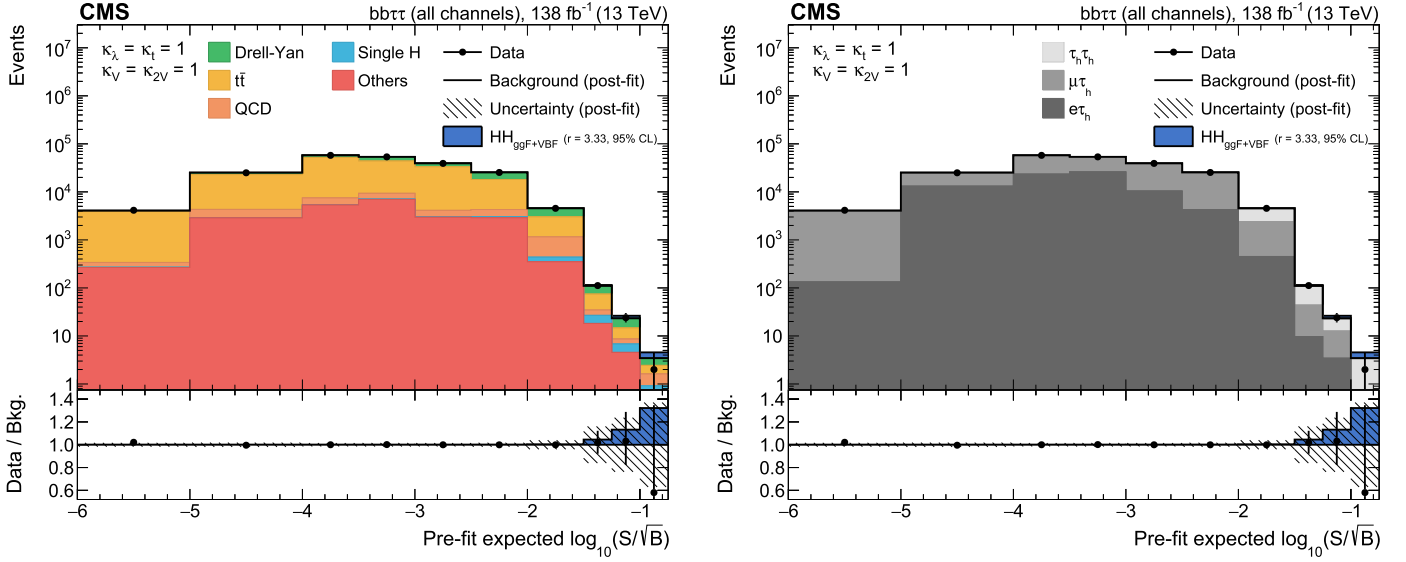 CMS bbττ (all channels), 138 fb⁻¹ (13 TeV)
Events
10⁷
10⁶
10⁵
10⁴
10³
10²
10
1
κλ = κt = 1
κV = κ2V = 1
Drell-Yan
tt̄
QCD
Single H
Others
Data
Background (post-fit)
Uncertainty (post-fit)
HHggF+VBF (r = 3.33, 95% CL)
Data / Bkg.
1.4
1.2
1.0
0.8
0.6
−6 −5 −4 −3 −2 −1
Pre-fit expected log₁₀(S/√B)
CMS bbττ (all channels), 138 fb⁻¹ (13 TeV)
Events
10⁷
10⁶
10⁵
10⁴
10³
10²
10
1
κλ = κt = 1
κV = κ2V = 1
τhτh
μτh
eτh
Data
Background (post-fit)
Uncertainty (post-fit)
HHggF+VBF (r = 3.33, 95% CL)
Data / Bkg.
1.4
1.2
1.0
0.8
0.6
−6 −5 −4 −3 −2 −1
Pre-fit expected log₁₀(S/√B)